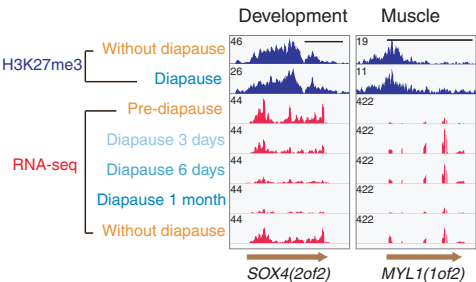 Development Muscle
H3K27me3
Without diapause 46 19
Diapause 26 11
RNA-seq
Pre-diapause 44 422
Diapause 3 days 44 422
Diapause 6 days 44 422
Diapause 1 month 44 422
Without diapause 44 422
SOX4(2of2) MYL1(1of2)